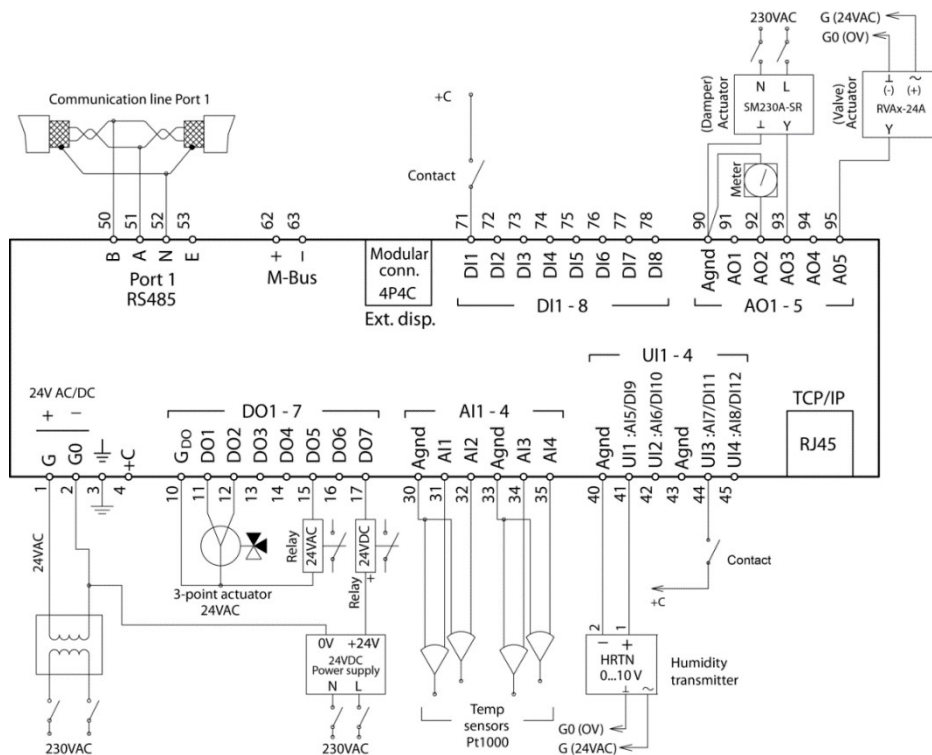 230VAC
G (24VAC)
G0 (OV)
Communication line Port 1
+C
Contact
(Damper)
Actuator
N L
SM230A-SR
⊥ Y
(Valve)
Actuator
⊥ ~
(-) (+)
RVAx-24A
Y
Meter
50 51 52 53
62 63
71 72 73 74 75 76 77 78
90 91 92 93 94 95
B A N E
Port 1
RS485
+ −
M-Bus
Modular
conn.
4P4C
Ext. disp.
DI1 DI2 DI3 DI4 DI5 DI6 DI7 DI8
DI1 - 8
Agnd AO1 AO2 AO3 AO4 AO5
AO1 - 5
24V AC/DC
+ −
G G0 +C
DO1 - 7
GDO DO1 DO2 DO3 DO4 DO5 DO6 DO7
AI1 - 4
Agnd AI1 AI2 Agnd AI3 AI4
UI1 - 4
Agnd
UI1 :AI5/DI9
UI2 :AI6/DI10
Agnd
UI3 :AI7/DI11
UI4 :AI8/DI12
TCP/IP
RJ45
1 2 3 4
10 11 12 13 14 15 16 17
30 31 32 33 34 35
40 41 42 43 44 45
24VAC
3-point actuator
24VAC
Relay
24VAC
Relay
24VDC
+
0V +24V
24VDC
Power supply
N L
230VAC
230VAC
Temp
sensors
Pt1000
Contact
+C
2 1
− +
HRTN
0...10 V
⊥ ~
Humidity
transmitter
G0 (OV)
G (24VAC)